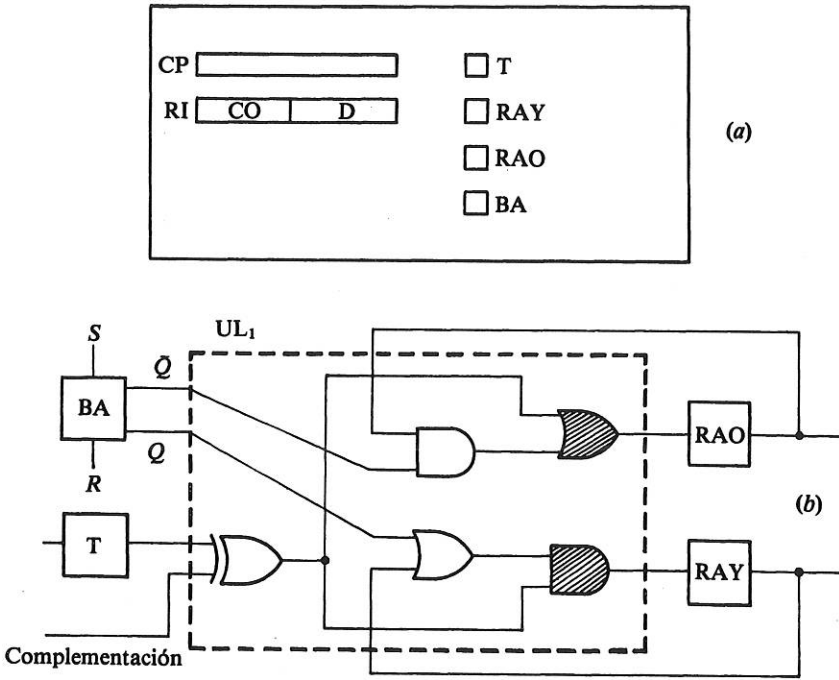 CP
T
RI
CO
D
RAY
(a)
RAO
BA
S
UL₁
Q̄
BA
RAO
Q
R
(b)
T
RAY
Complementación